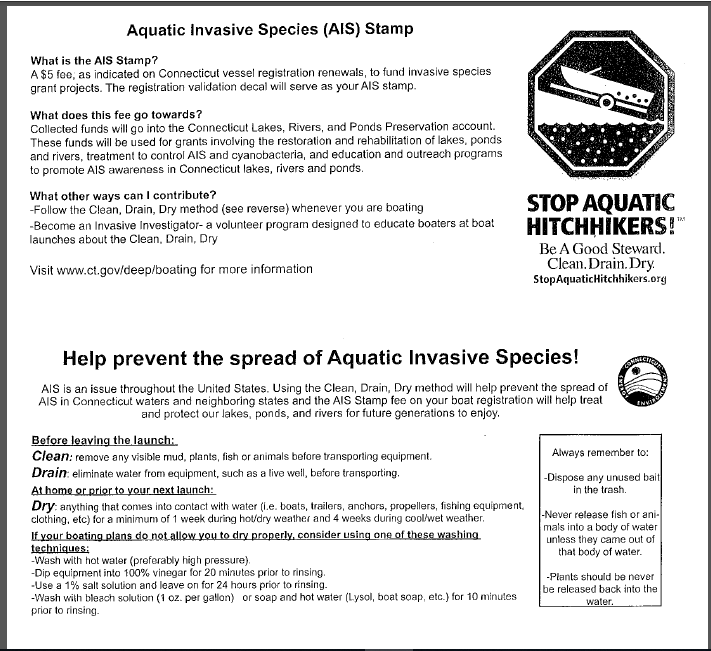 Aquatic Invasive Species (AIS) Stamp
What is the AIS Stamp?
A $5 fee, as indicated on Connecticut vessel registration renewals, to fund invasive species
grant projects. The registration validation decal will serve as your AIS stamp.
What does this fee go towards?
Collected funds will go into the Connecticut Lakes, Rivers, and Ponds Preservation account.
These funds will be used for grants involving the restoration and rehabilitation of lakes, ponds
and rivers, treatment to control AIS and cyanobacteria, and education and outreach programs
to promote AIS awareness in Connecticut lakes, rivers and ponds.
What other ways can I contribute?
-Follow the Clean, Drain, Dry method (see reverse) whenever you are boating
-Become an Invasive Investigator- a volunteer program designed to educate boaters at boat
launches about the Clean, Drain, Dry
Visit www.ct.gov/deep/boating for more information
STOP AQUATIC
HITCHHIKERS!™
Be A Good Steward.
Clean. Drain. Dry.
StopAquaticHitchhikers.org
Help prevent the spread of Aquatic Invasive Species!
AIS is an issue throughout the United States. Using the Clean, Drain, Dry method will help prevent the spread of
AIS in Connecticut waters and neighboring states and the AIS Stamp fee on your boat registration will help treat
and protect our lakes, ponds, and rivers for future generations to enjoy.
Before leaving the launch:
Clean: remove any visible mud, plants, fish or animals before transporting equipment.
Drain: eliminate water from equipment, such as a live well, before transporting.
At home or prior to your next launch:
Dry: anything that comes into contact with water (i.e. boats, trailers, anchors, propellers, fishing equipment,
clothing, etc) for a minimum of 1 week during hot/dry weather and 4 weeks during cool/wet weather.
If your boating plans do not allow you to dry properly, consider using one of these washing
techniques:
-Wash with hot water (preferably high pressure).
-Dip equipment into 100% vinegar for 20 minutes prior to rinsing.
-Use a 1% salt solution and leave on for 24 hours prior to rinsing.
-Wash with bleach solution (1 oz. per gallon) or soap and hot water (Lysol, boat soap, etc.) for 10 minutes
prior to rinsing.
Always remember to:
-Dispose any unused bait
in the trash.
-Never release fish or ani-
mals into a body of water
unless they came out of
that body of water.
-Plants should be never
be released back into the
water.